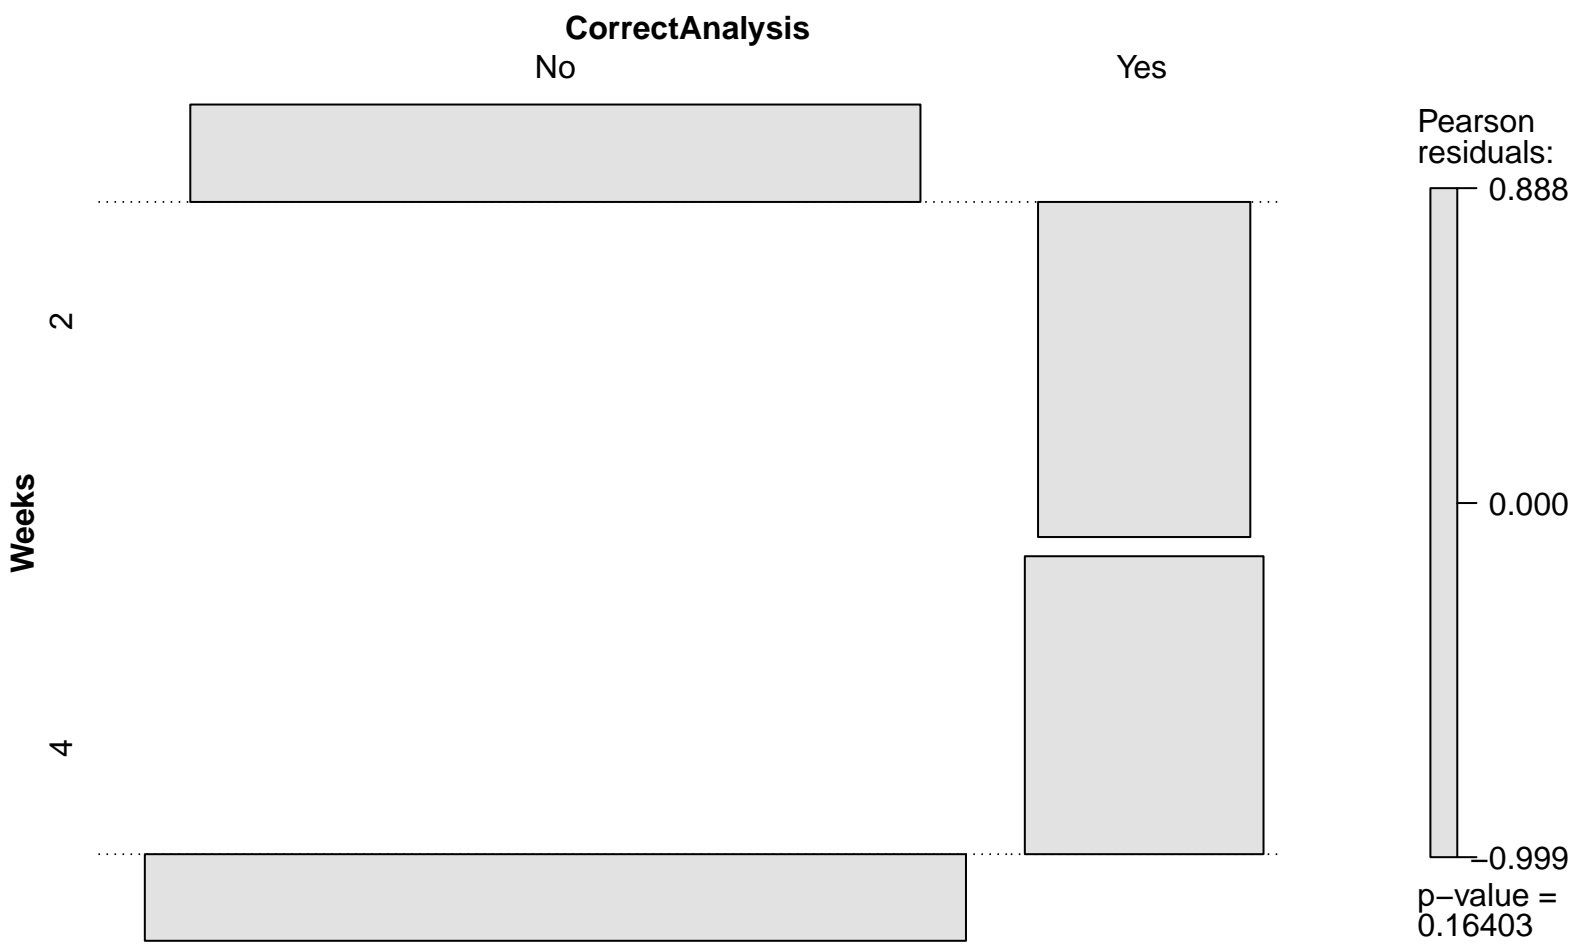 CorrectAnalysis
No Yes
Pearson
residuals:
0.888
2
Weeks
0.000
4
−0.999
p−value =
0.16403